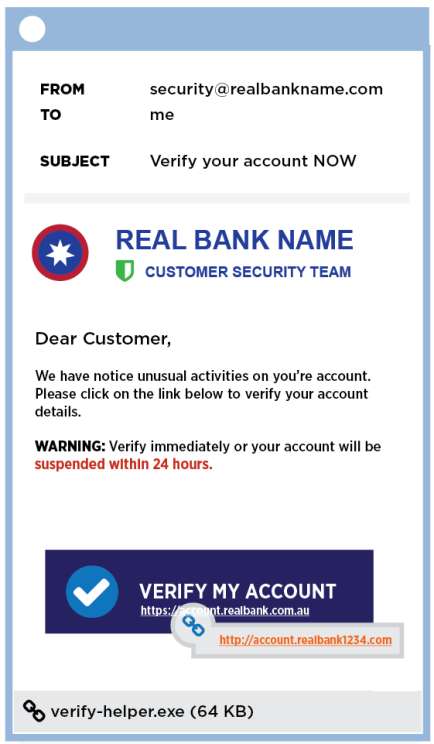 FROM security@realbankname.com
TO me
SUBJECT Verify your account NOW
REAL BANK NAME
CUSTOMER SECURITY TEAM
Dear Customer,
We have notice unusual activities on you’re account.
Please click on the link below to verify your account
details.
WARNING: Verify immediately or your account will be
suspended within 24 hours.
VERIFY MY ACCOUNT
https://account.realbank.com.au
http://account.realbank1234.com
verify-helper.exe (64 KB)